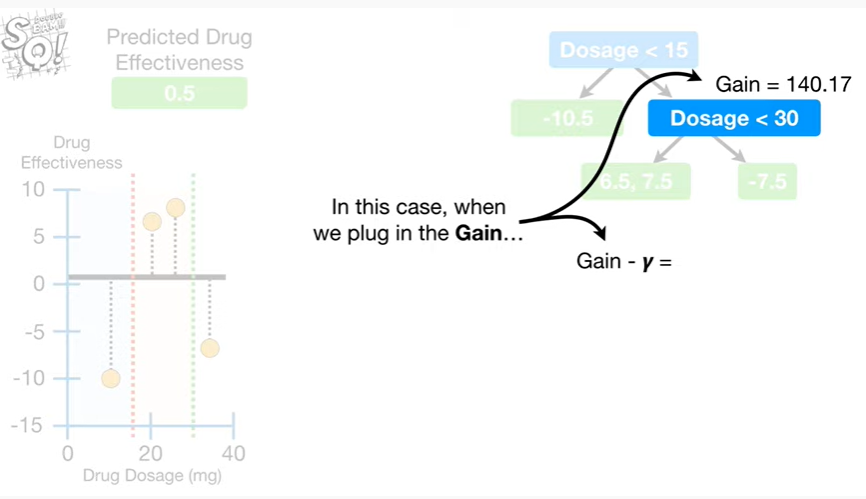 StatQuest!
Predicted Drug
Effectiveness
0.5
Dosage < 15
Gain = 140.17
-10.5
Dosage < 30
6.5, 7.5
-7.5
In this case, when
we plug in the Gain…
Gain - γ =
Drug
Effectiveness
10
5
0
-5
-10
-15
0
20
40
Drug Dosage (mg)